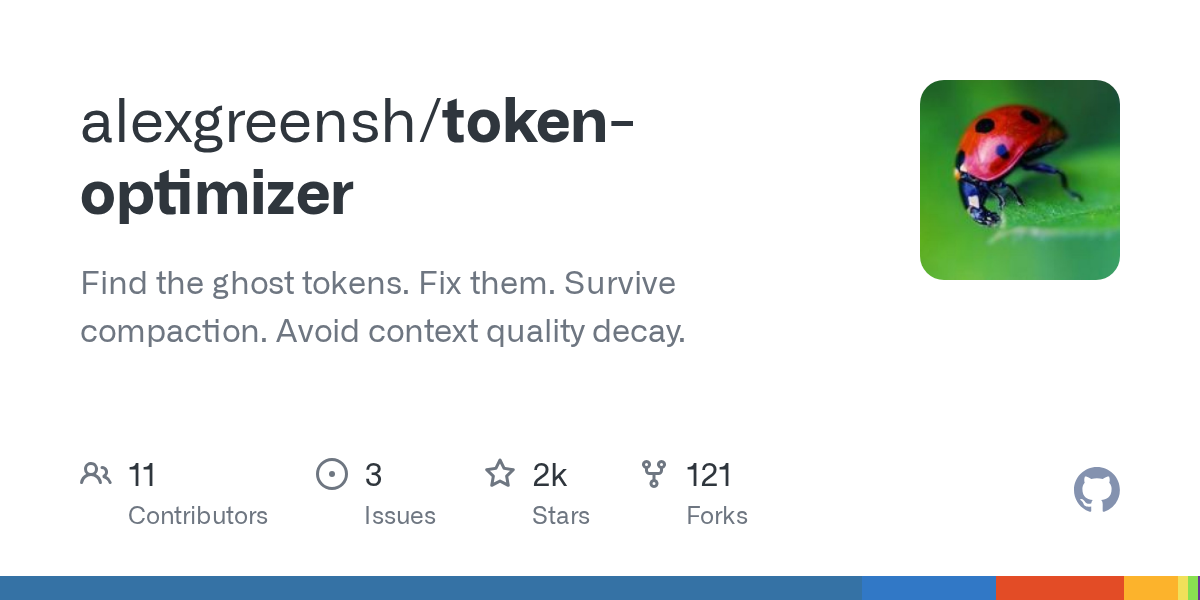 alexgreensh/token-
optimizer
Find the ghost tokens. Fix them. Survive
compaction. Avoid context quality decay.
11 3 2k 121
Contributors Issues Stars Forks